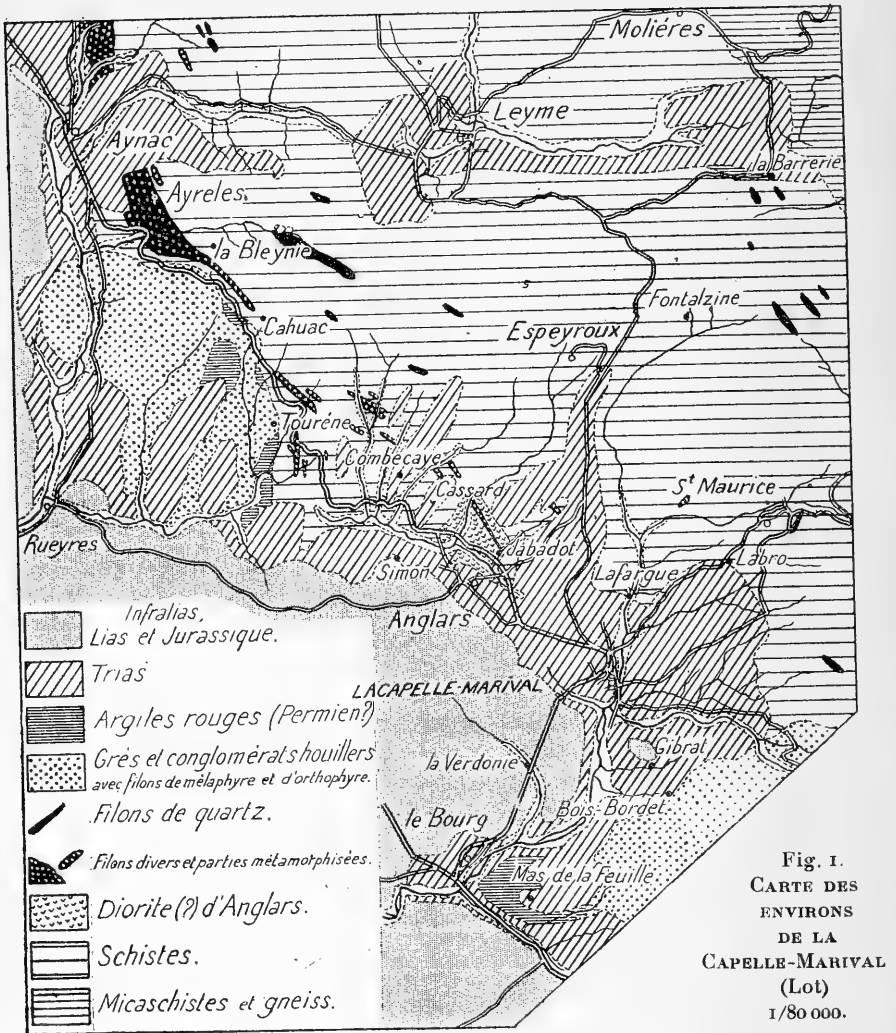 Moliéres
Leyme
Aynac
la Barrerie
Ayreles
la Bleynie
Fontalzine
Cahuac
Espeyroux
Touréne
Combecave
Cassard
St Maurice
Jabadot
Labro
Rueyres
Simon
Lafargue
Anglars
LACAPELLE-MARIVAL
Gibrat
la Verdonie
Bois-Bordet
le Bourg
Mas de la Feuille
Infralias,
Lias et Jurassique.
Trias
Argiles rouges (Permien?)
Grès et conglomérats houillers
avec filons de mélaphyre et d'orthophyre.
Filons de quartz.
Filons divers et parties métamorphisées.
Diorite (?) d'Anglars.
Schistes.
Micaschistes et gneiss.
Fig. 1.
CARTE DES
ENVIRONS
DE LA
CAPELLE-MARIVAL
(Lot)
1/80 000.